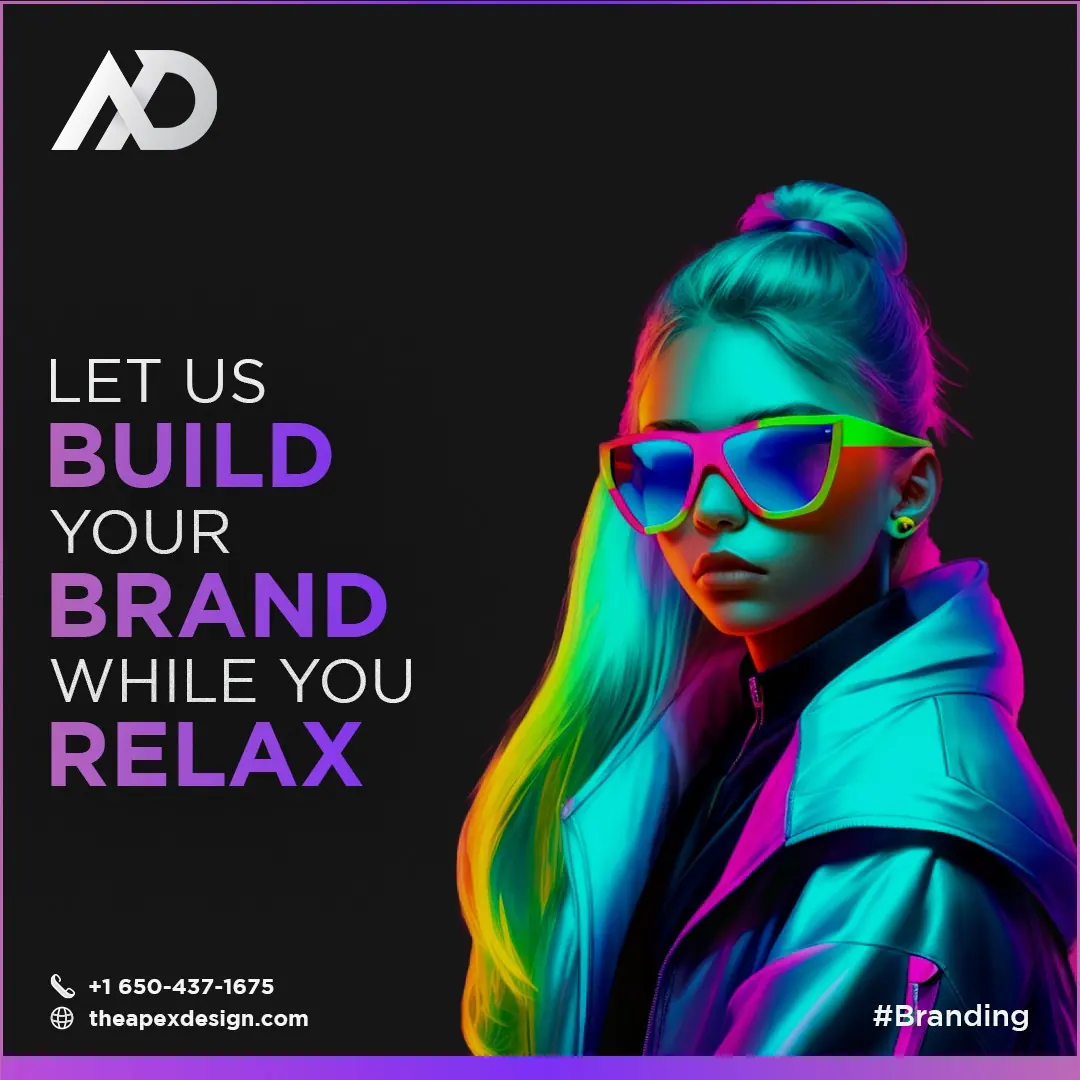 AD
LET US
BUILD
YOUR
BRAND
WHILE YOU
RELAX
+1 650-437-1675
theapexdesign.com
#Branding